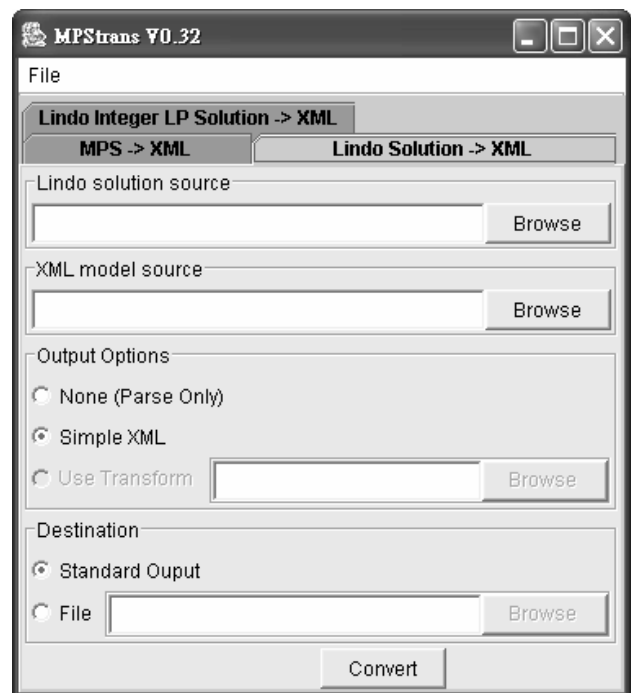 MPStrans V0.32
File
Lindo Integer LP Solution -> XML
MPS -> XML Lindo Solution -> XML
Lindo solution source
Browse
XML model source
Browse
Output Options
None (Parse Only)
Simple XML
Use Transform Browse
Destination
Standard Ouput
File Browse
Convert